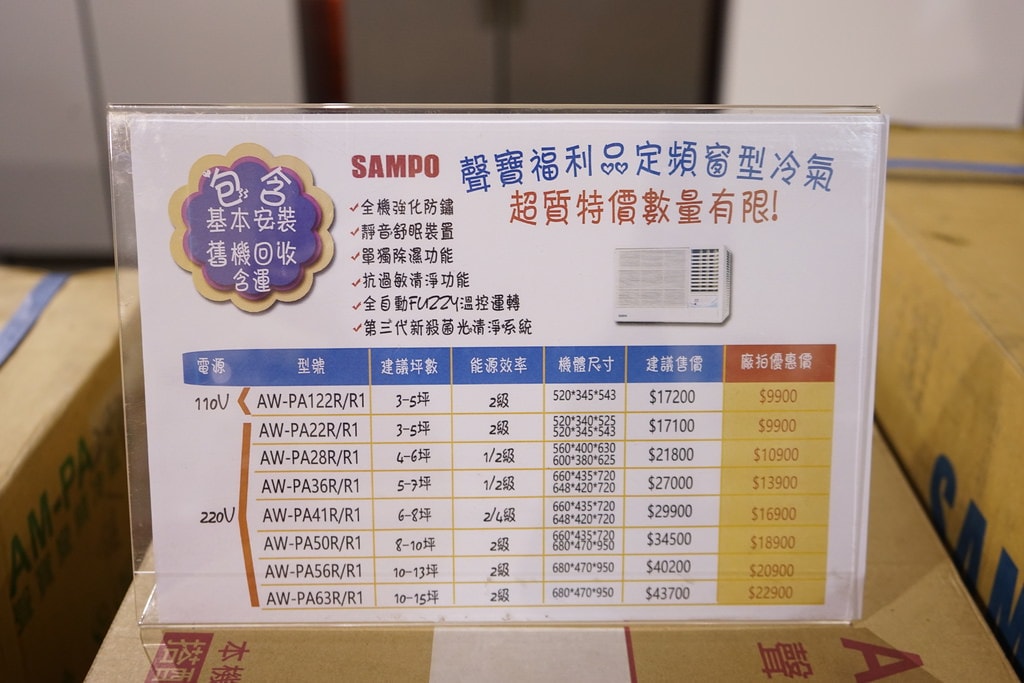 包含
基本安裝
舊機回收
含運
SAMPO
聲寶福利品定頻窗型冷氣
超質特價數量有限!
✓全機強化防鏽
✓靜音舒眠裝置
✓單獨除濕功能
✓抗過敏清淨功能
✓全自動FUZZY溫控運轉
✓第三代新殺菌光清淨系統
電源 型號 建議坪數 能源效率 機體尺寸 建議售價 廠拍優惠價
110V AW-PA122R/R1 3-5坪 2級 520*345*543 $17200 $9900
220V
AW-PA22R/R1 3-5坪 2級 520*340*525 520*345*543 $17100 $9900
AW-PA28R/R1 4-6坪 1/2級 560*400*630 600*380*625 $21800 $10900
AW-PA36R/R1 5-7坪 1/2級 660*435*720 648*420*720 $27000 $13900
AW-PA41R/R1 6-8坪 2/4級 660*435*720 648*420*720 $29900 $16900
AW-PA50R/R1 8-10坪 2級 660*435*720 680*470*950 $34500 $18900
AW-PA56R/R1 10-13坪 2級 680*470*950 $40200 $20900
AW-PA63R/R1 10-15坪 2級 680*470*950 $43700 $22900
AM-PA
SAM
本機
聲
A